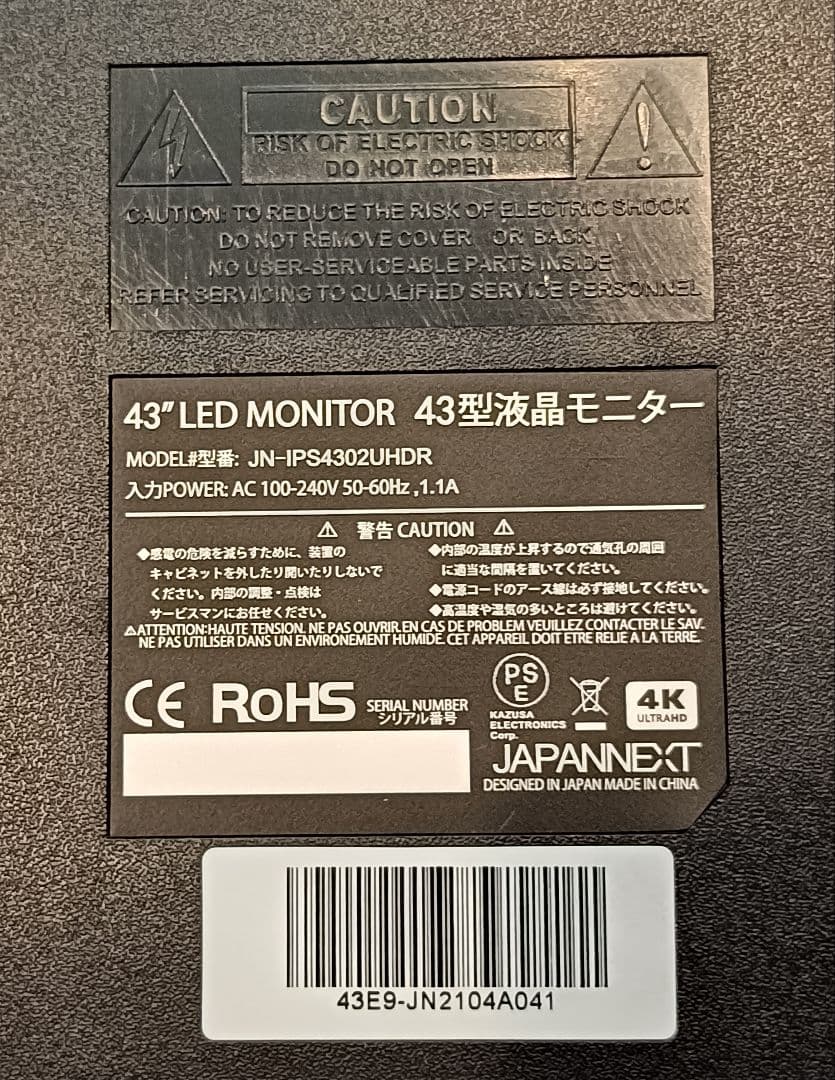 CAUTION
RISK OF ELECTRIC SHOCK
DO NOT OPEN
CAUTION: TO REDUCE THE RISK OF ELECTRIC SHOCK
DO NOT REMOVE COVER OR BACK
NO USER-SERVICEABLE PARTS INSIDE
REFER SERVICING TO QUALIFIED SERVICE PERSONNEL
43″ LED MONITOR 43型液晶モニター
MODEL#型番: JN-IPS4302UHDR
入力POWER: AC 100-240V 50-60Hz ,1.1A
⚠ 警告 CAUTION ⚠
◆感電の危険を減らすために、装置の
キャビネットを外したり開いたりしないで
ください。内部の調整・点検は
サービスマンにお任せください。
◆内部の温度が上昇するので通気孔の周囲
に適当な間隔を置いてください。
◆電源コードのアース線は必ず接地してください。
◆高温度や湿気の多いところは避けてください。
⚠ATTENTION:HAUTE TENSION. NE PAS OUVRIR.EN CAS DE PROBLEM VEUILLEZ CONTACTER LE SAV.
NE PAS UTILISER DANS UN ENVIRONEMENT HUMIDE. CET APPAREIL DOIT ETRE RELIE A LA TERRE.
CE RoHS
SERIAL NUMBER
シリアル番号
PS
E
KAZUSA
ELECTRONICS
Corp.
4K
ULTRAHD
JAPANNEXT
DESIGNED IN JAPAN MADE IN CHINA
43E9-JN2104A041